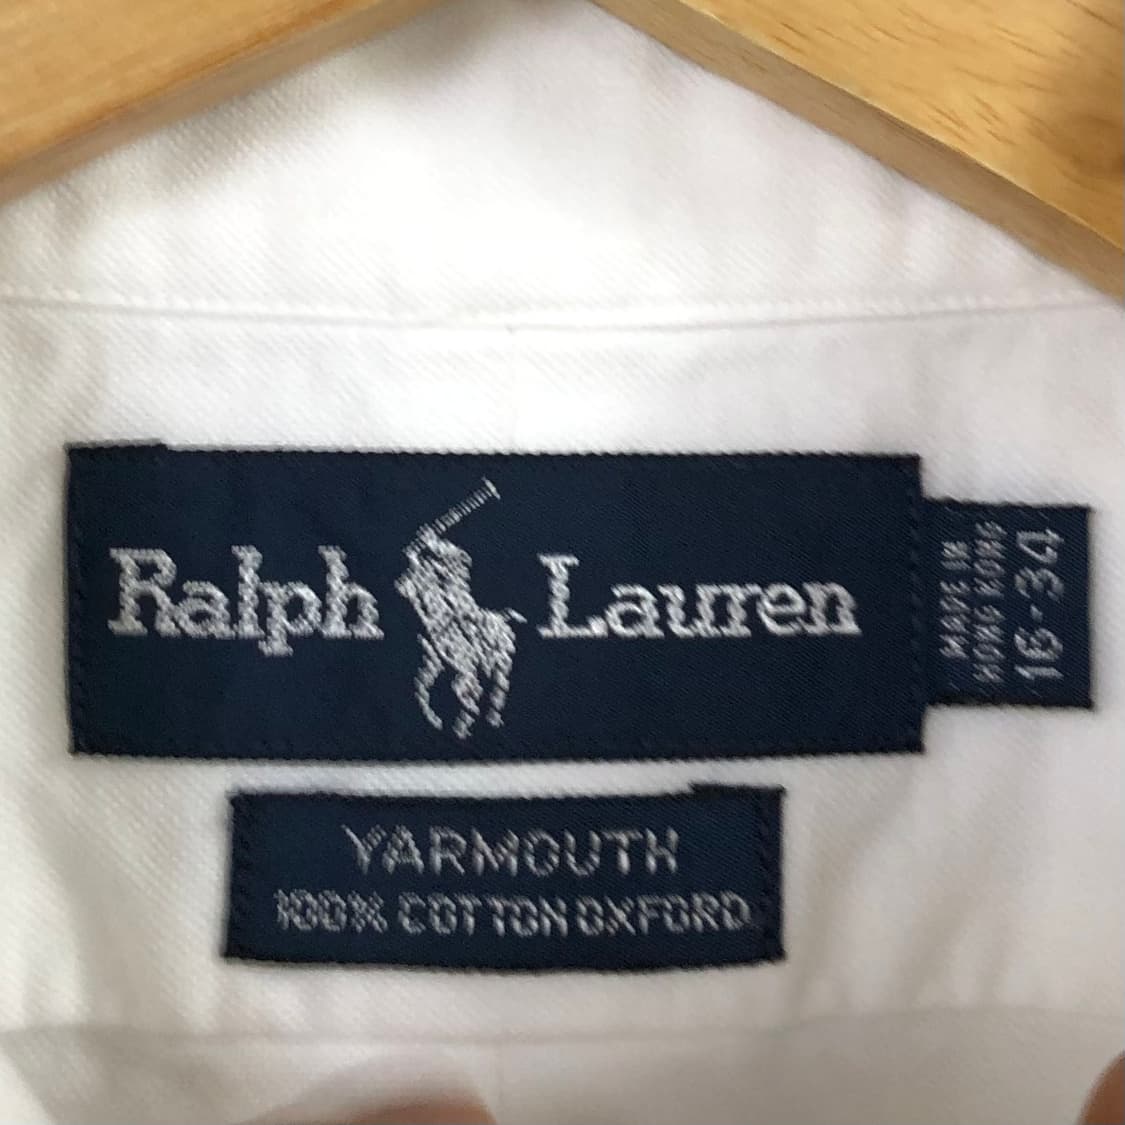 Ralph Lauren
MADE IN
HONG KONG
16-34
YARMOUTH
100% COTTON OXFORD